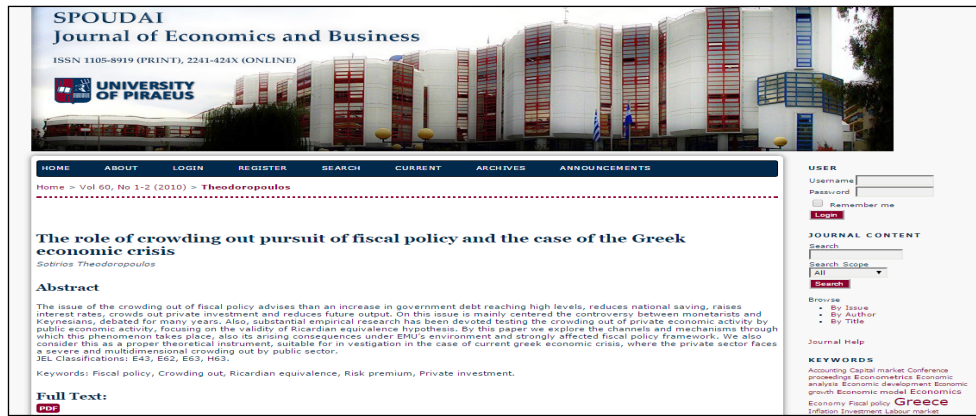 SPOUDAI
Journal of Economics and Business
ISSN 1105-8919 (PRINT), 2241-424X (ONLINE)
UNIVERSITY
OF PIRAEUS
HOME ABOUT LOGIN REGISTER SEARCH CURRENT ARCHIVES ANNOUNCEMENTS
Home > Vol 60, No 1-2 (2010) > Theodoropoulos
The role of crowding out pursuit of fiscal policy and the case of the Greek
economic crisis
Sotirios Theodoropoulos
Abstract
The issue of the crowding out of fiscal policy advises than an increase in government debt reaching high levels, reduces national saving, raises
interest rates, crowds out private investment and reduces future output. On this issue is mainly centered the controversy between monetarists and
Keynesians, debated for many years. Also, substantial empirical research has been devoted testing the crowding out of private economic activity by
public economic activity, focusing on the validity of Ricardian equivalence hypothesis. By this paper we explore the channels and mechanisms through
which this phenomenon takes place, also its arising consequences under EMU's environment and strongly affected fiscal policy framework. We also
consider this as a proper theoretical instrument, suitable for in vestigation in the case of current greek economic crisis, where the private sector faces
a severe and multidimensional crowding out by public sector.
JEL Classifications: E43, E62, E63, H63.
Keywords: Fiscal policy, Crowding out, Ricardian equivalence, Risk premium, Private investment.
Full Text:
PDF
USER
Username
Password
Remember me
Login
JOURNAL CONTENT
Search
Search Scope
All
Search
Browse
By Issue
By Author
By Title
Journal Help
KEYWORDS
Accounting Capital market Conference
proceedings Econometrics Economic
analysis Economic development Economic
growth Economic model Economics
Economy Fiscal policy Greece
Inflation Investment Labour market